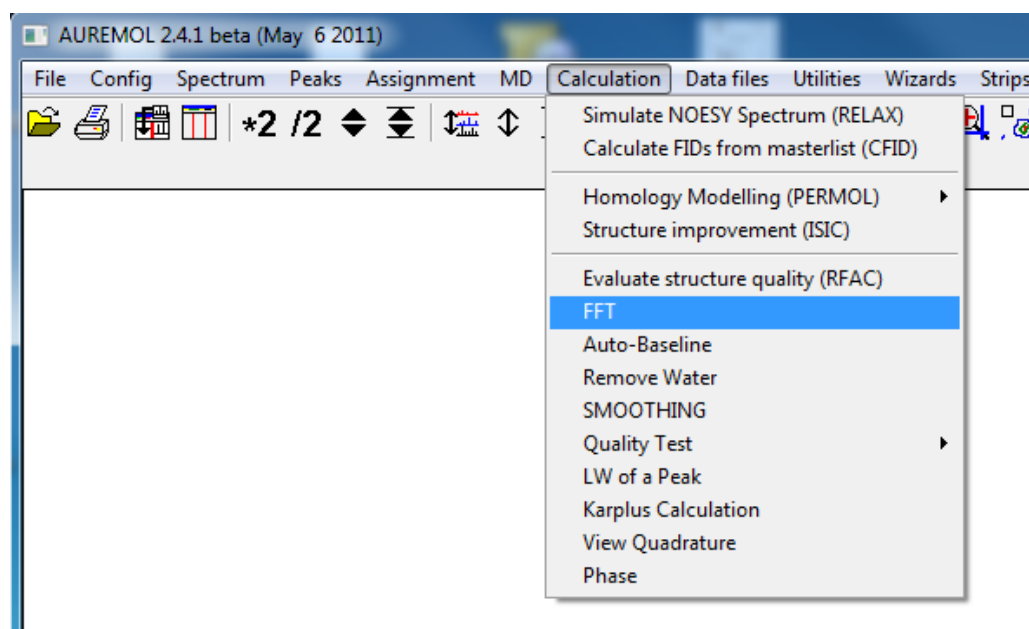 AUREMOL 2.4.1 beta (May 6 2011)
File Config Spectrum Peaks Assignment MD Calculation Data files Utilities Wizards Strips
*2 /2
Simulate NOESY Spectrum (RELAX)
Calculate FIDs from masterlist (CFID)
Homology Modelling (PERMOL)
Structure improvement (ISIC)
Evaluate structure quality (RFAC)
FFT
Auto-Baseline
Remove Water
SMOOTHING
Quality Test
LW of a Peak
Karplus Calculation
View Quadrature
Phase